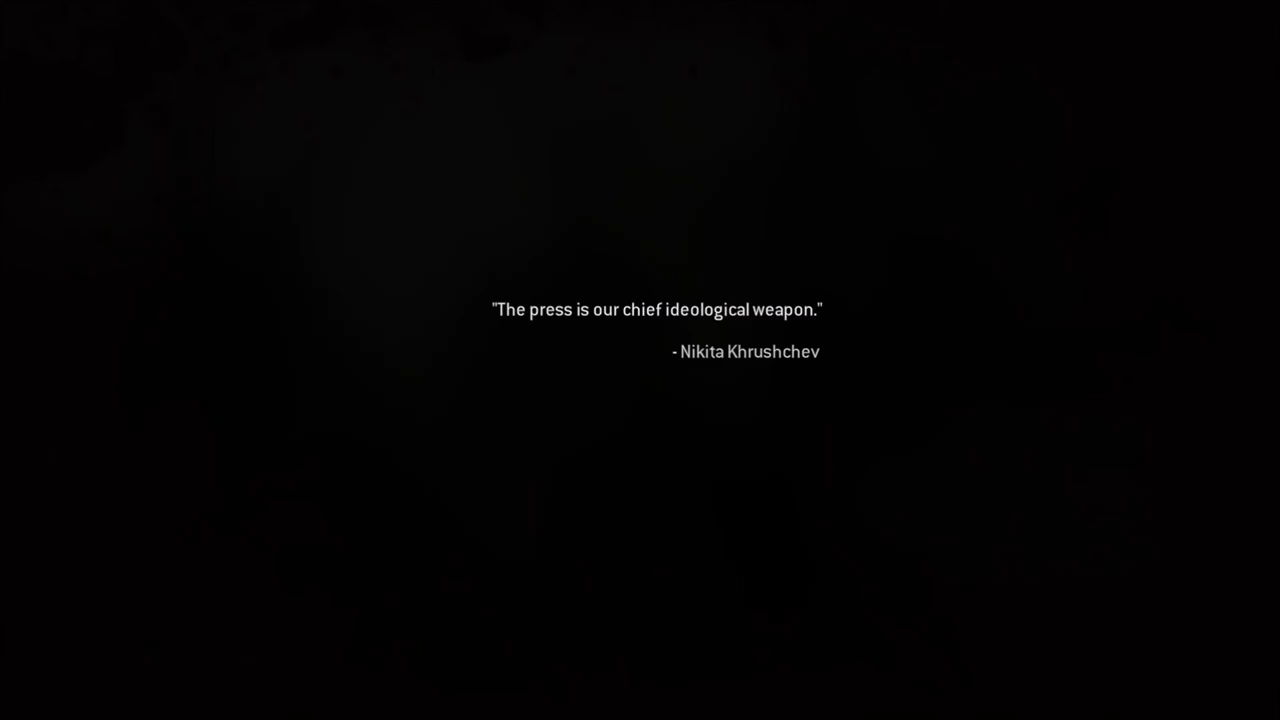 "The press is our chief ideological weapon."
- Nikita Khrushchev